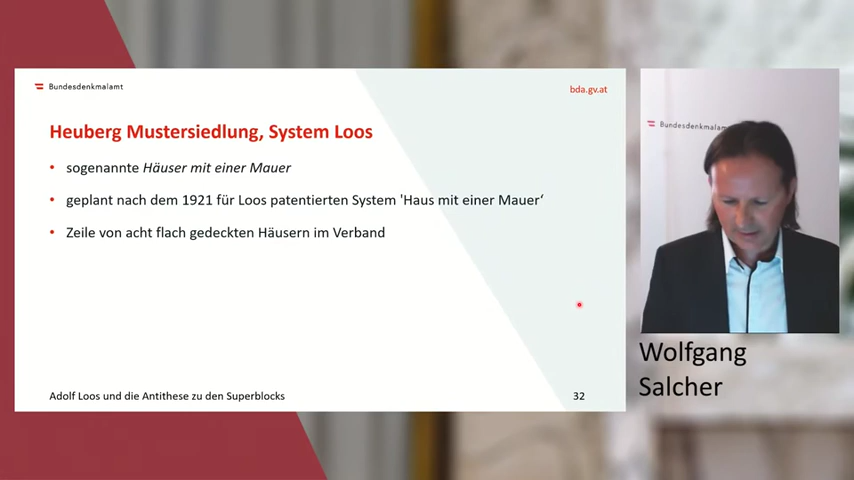 Bundesdenkmalamt
bda.gv.at
Heuberg Mustersiedlung, System Loos
• sogenannte Häuser mit einer Mauer
• geplant nach dem 1921 für Loos patentierten System 'Haus mit einer Mauer‘
• Zeile von acht flach gedeckten Häusern im Verband
Adolf Loos und die Antithese zu den Superblocks
32
Bundesdenkmalam
Wolfgang
Salcher